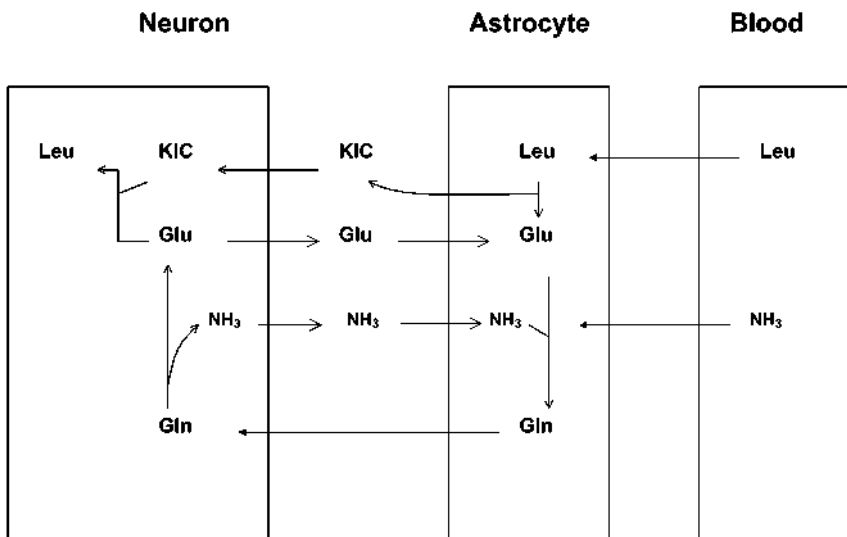 Neuron Astrocyte Blood
Leu KIC KIC Leu Leu
Glu Glu Glu
NH₃ NH₃ NH₃ NH₃
Gln Gln